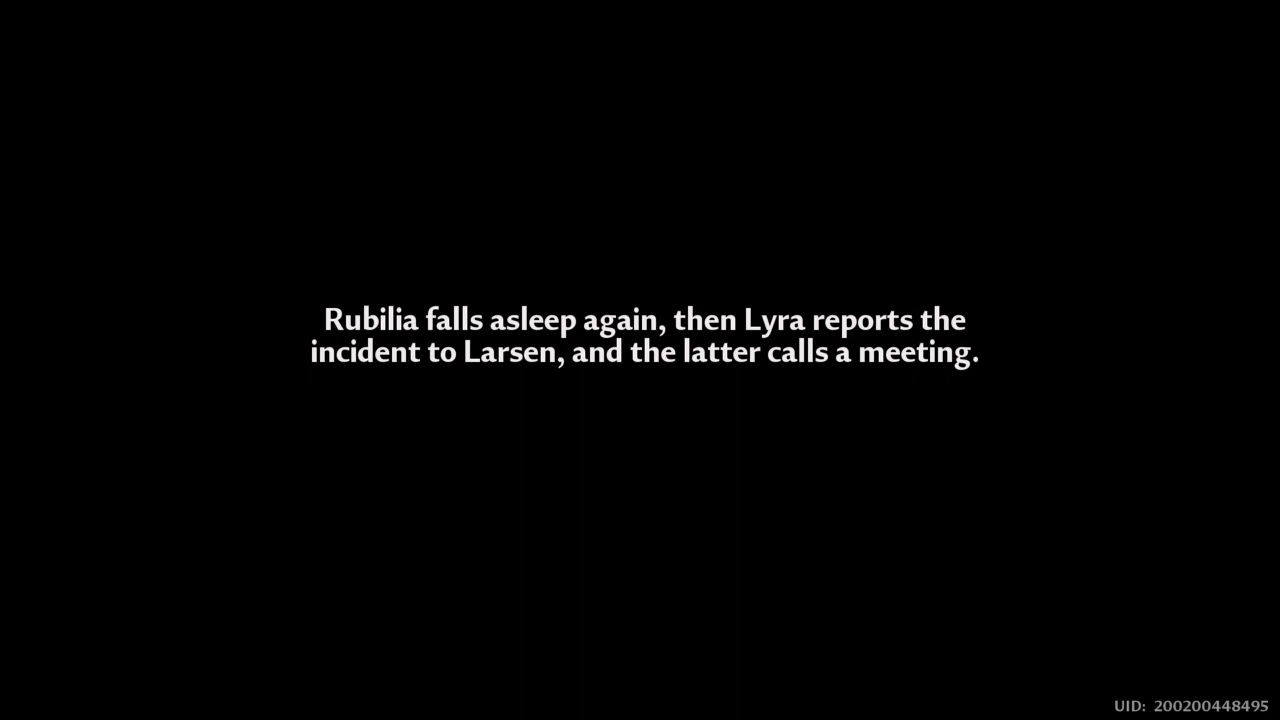 Rubilia falls asleep again, then Lyra reports the
incident to Larsen, and the latter calls a meeting.
UID: 200200448495